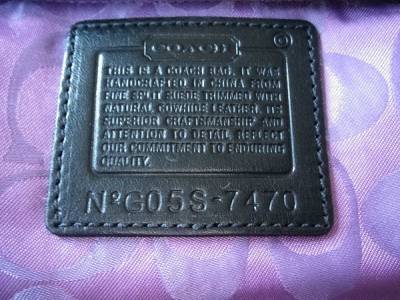 COACH ©
THIS IS A COACH BAG. IT WAS
HANDCRAFTED IN CHINA FROM
FINE SPLIT SUEDE TRIMMED WITH
NATURAL COWHIDE LEATHER. ITS
SUPERIOR CRAFTSMANSHIP AND
ATTENTION TO DETAIL REFLECT
OUR COMMITMENT TO ENDURING
QUALITY.
Nº G05S-7470